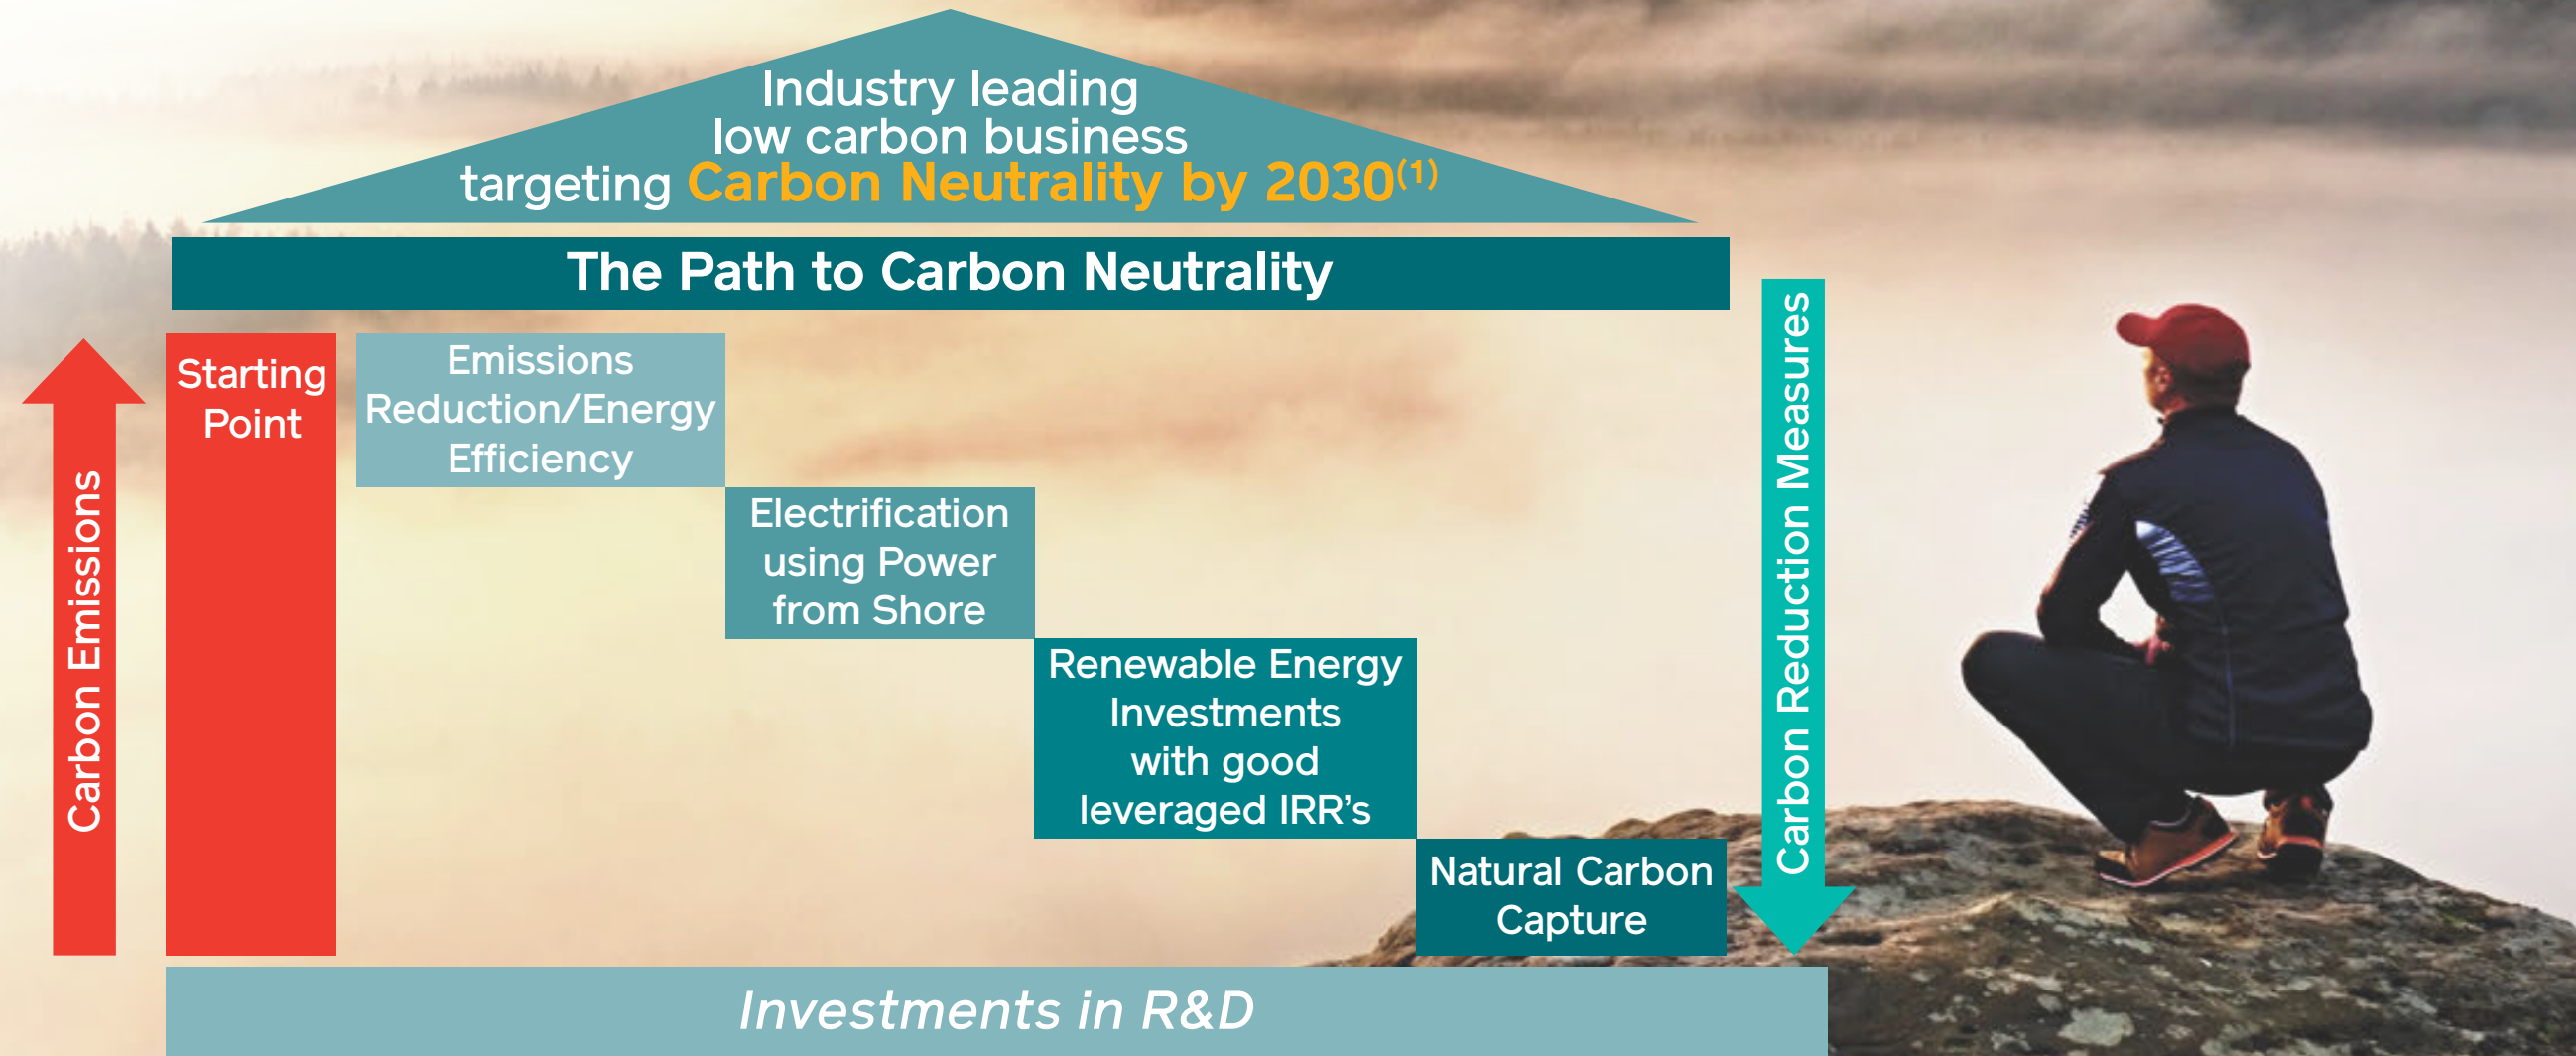 Industry leading
low carbon business
targeting Carbon Neutrality by 2030(1)
The Path to Carbon Neutrality
Carbon Emissions
Starting
Point
Emissions
Reduction/Energy
Efficiency
Electrification
using Power
from Shore
Renewable Energy
Investments
with good
leveraged IRR’s
Natural Carbon
Capture
Carbon Reduction Measures
Investments in R&D